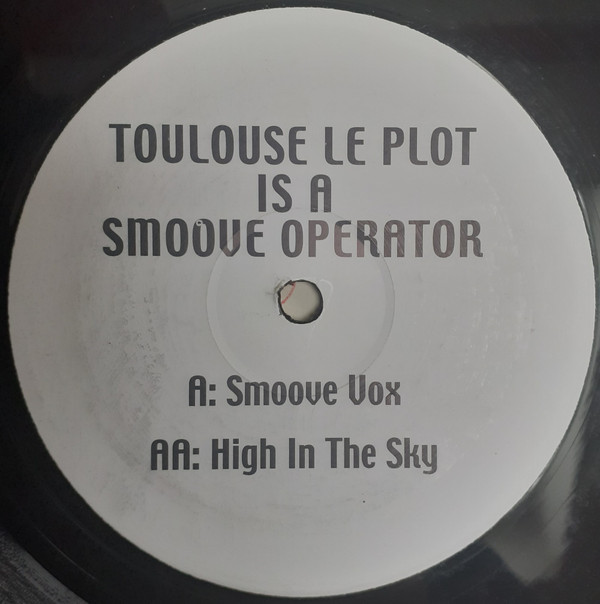 TOULOUSE LE PLOT
IS A
SMOOVE OPERATOR
A: Smoove Vox
AA: High In The Sky